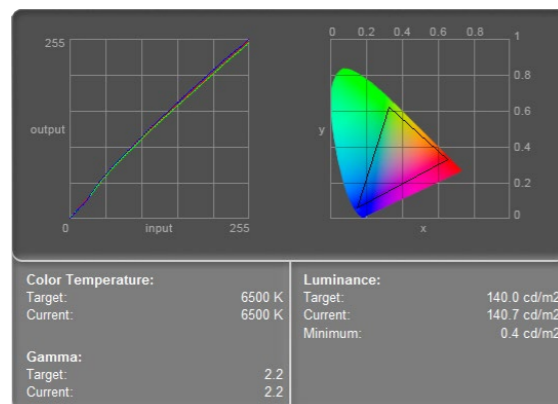 255
output
0
input
255
0
0.2
0.4
0.6
0.8
1
0.8
0.6
0.4
0.2
0
y
x
Color Temperature:
Target: 6500 K
Current: 6500 K
Gamma:
Target: 2.2
Current: 2.2
Luminance:
Target: 140.0 cd/m2
Current: 140.7 cd/m2
Minimum: 0.4 cd/m2